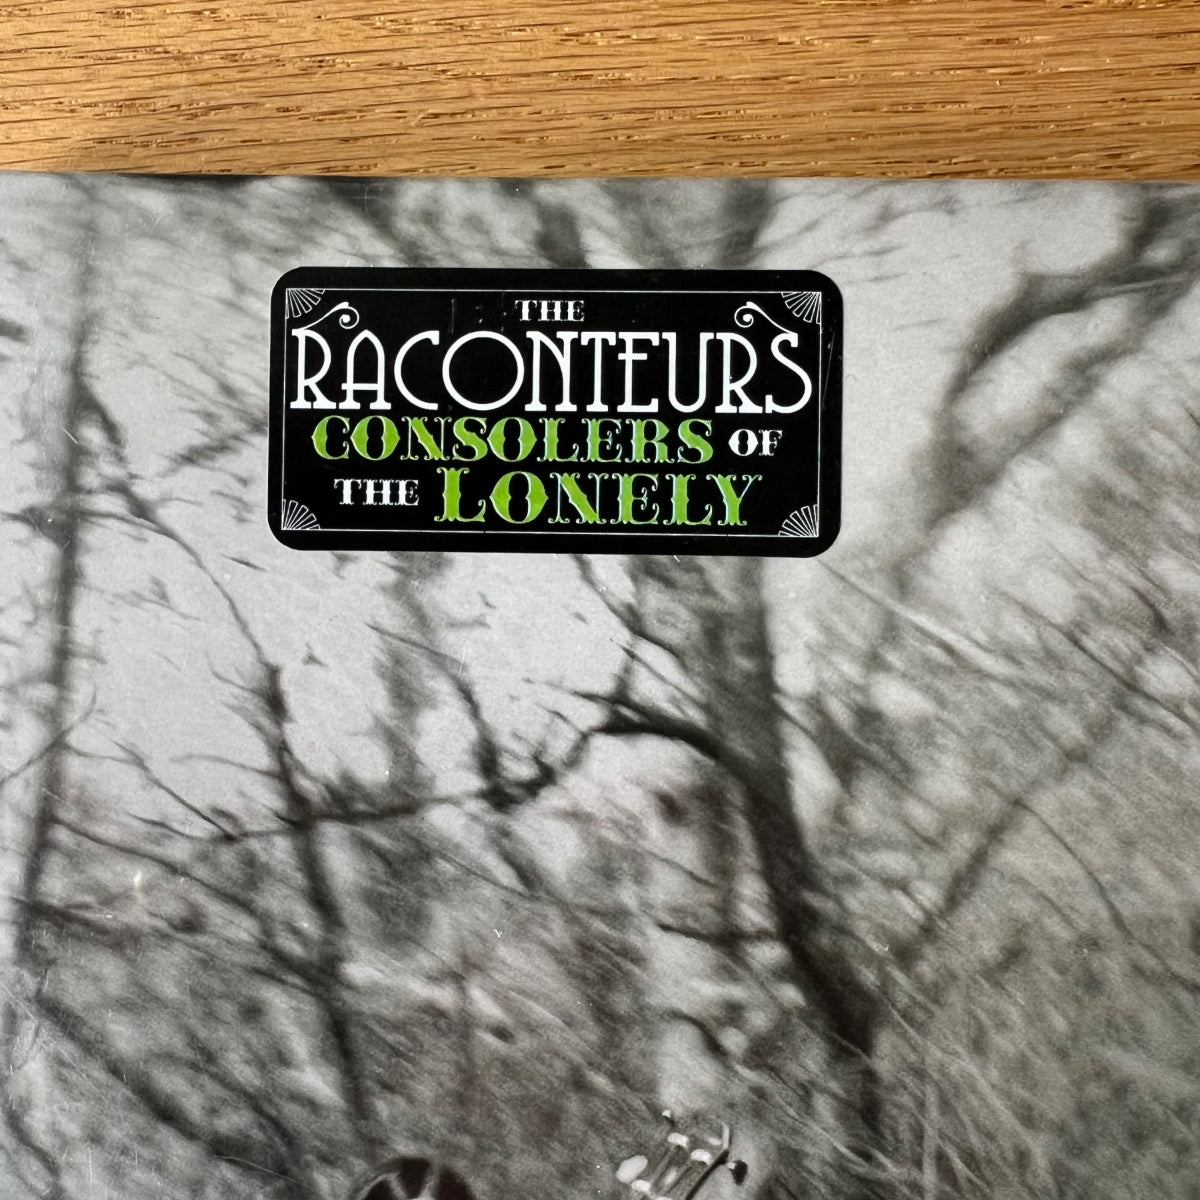 THE
RACONTEURS
CONSOLERS OF
THE LONELY